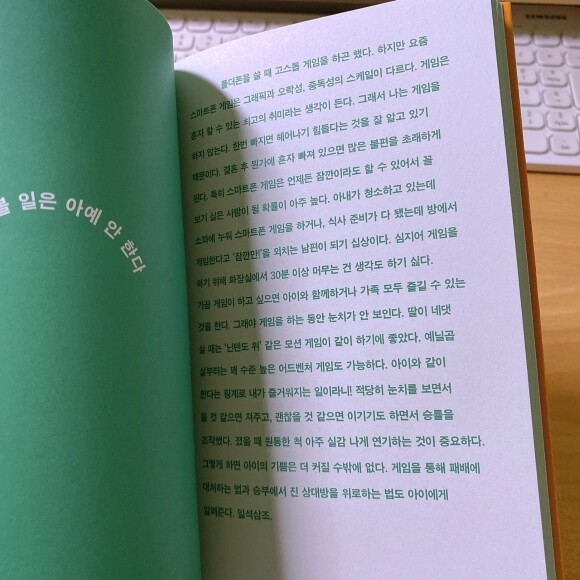 일은 아예 안 한다
폴더폰을 쓸 때 고스톱 게임을 하곤 했다. 하지만 요즘
스마트폰 게임은 그래픽과 오락성, 중독성의 스케일이 다르다. 게임은
혼자 할 수 있는 최고의 취미라는 생각이 든다. 그래서 나는 게임을
하지 않는다. 한번 빠지면 헤어나기 힘들다는 것을 잘 알고 있기
때문이다. 결혼 후 뭔가에 혼자 빠져 있으면 많은 불편을 초래하게
된다. 특히 스마트폰 게임은 언제든 잠깐이라도 할 수 있어서 꼴
보기 싫은 사람이 될 확률이 아주 높다. 아내가 청소하고 있는데
소파에 누워 스마트폰 게임을 하거나, 식사 준비가 다 됐는데 방에서
게임한다고 '잠깐만!'을 외치는 남편이 되기 십상이다. 심지어 게임을
하기 위해 화장실에서 30분 이상 머무는 건 생각도 하기 싫다.
가끔 게임이 하고 싶으면 아이와 함께하거나 가족 모두 즐길 수 있는
것을 한다. 그래야 게임을 하는 동안 눈치가 안 보인다. 딸이 네댓
살 때는 '닌텐도 위' 같은 모션 게임이 같이 하기에 좋았다. 예닐곱
살부터는 꽤 수준 높은 어드벤처 게임도 가능하다. 아이와 같이
한다는 핑계로 내가 즐거워지는 일이라니! 적당히 눈치를 보면서
울 것 같으면 져주고, 괜찮을 것 같으면 이기기도 하면서 승률을
조작했다. 졌을 때 원통한 척 아주 실감 나게 연기하는 것이 중요하다.
그렇게 하면 아이의 기쁨은 더 커질 수밖에 없다. 게임을 통해 패배에
대처하는 법과 승부에서 진 상대방을 위로하는 법도 아이에게
알려준다. 일석삼조.
SAMSUNG